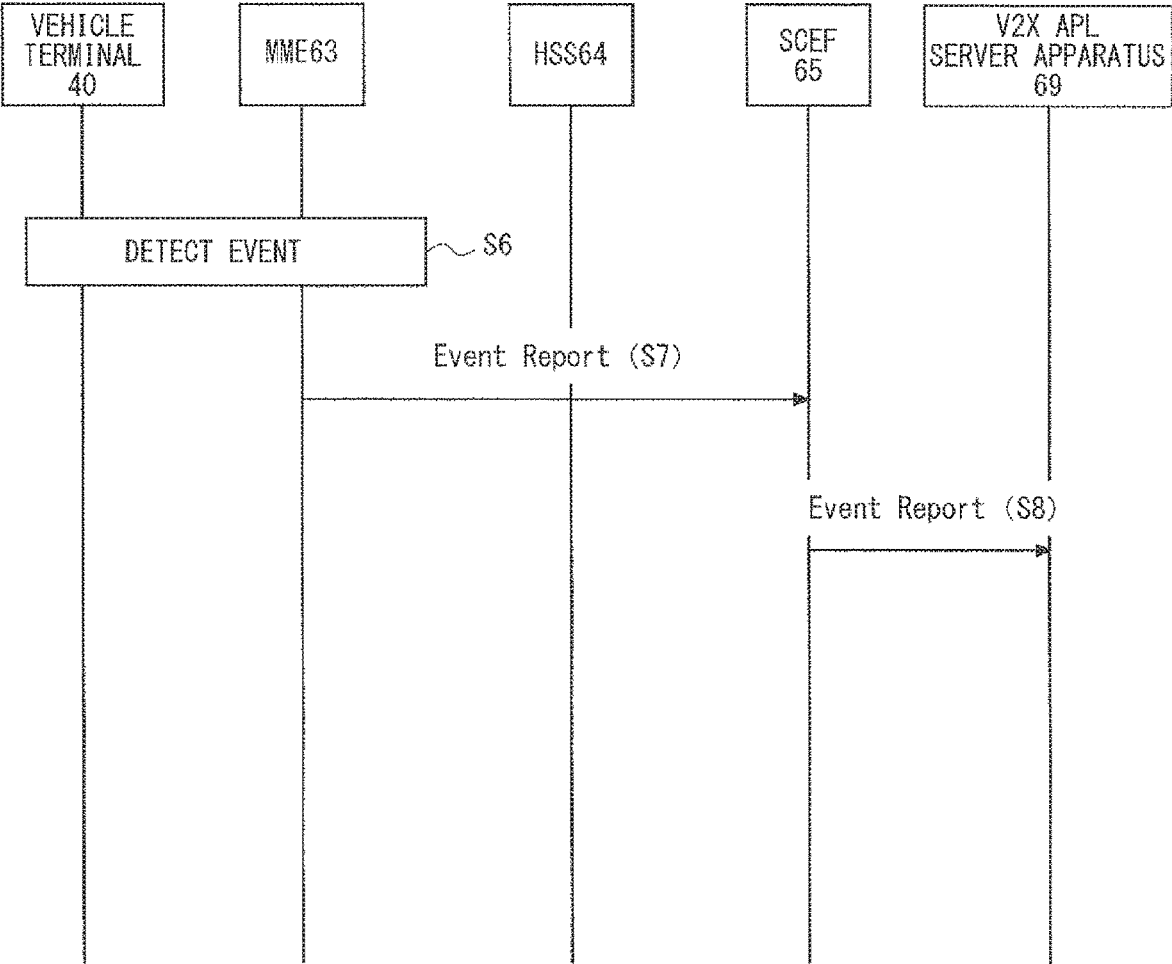 VEHICLE
TERMINAL
40
MME63
HSS64
SCEF
65
V2X APL
SERVER APPARATUS
69
DETECT EVENT
S6
Event Report (S7)
Event Report (S8)